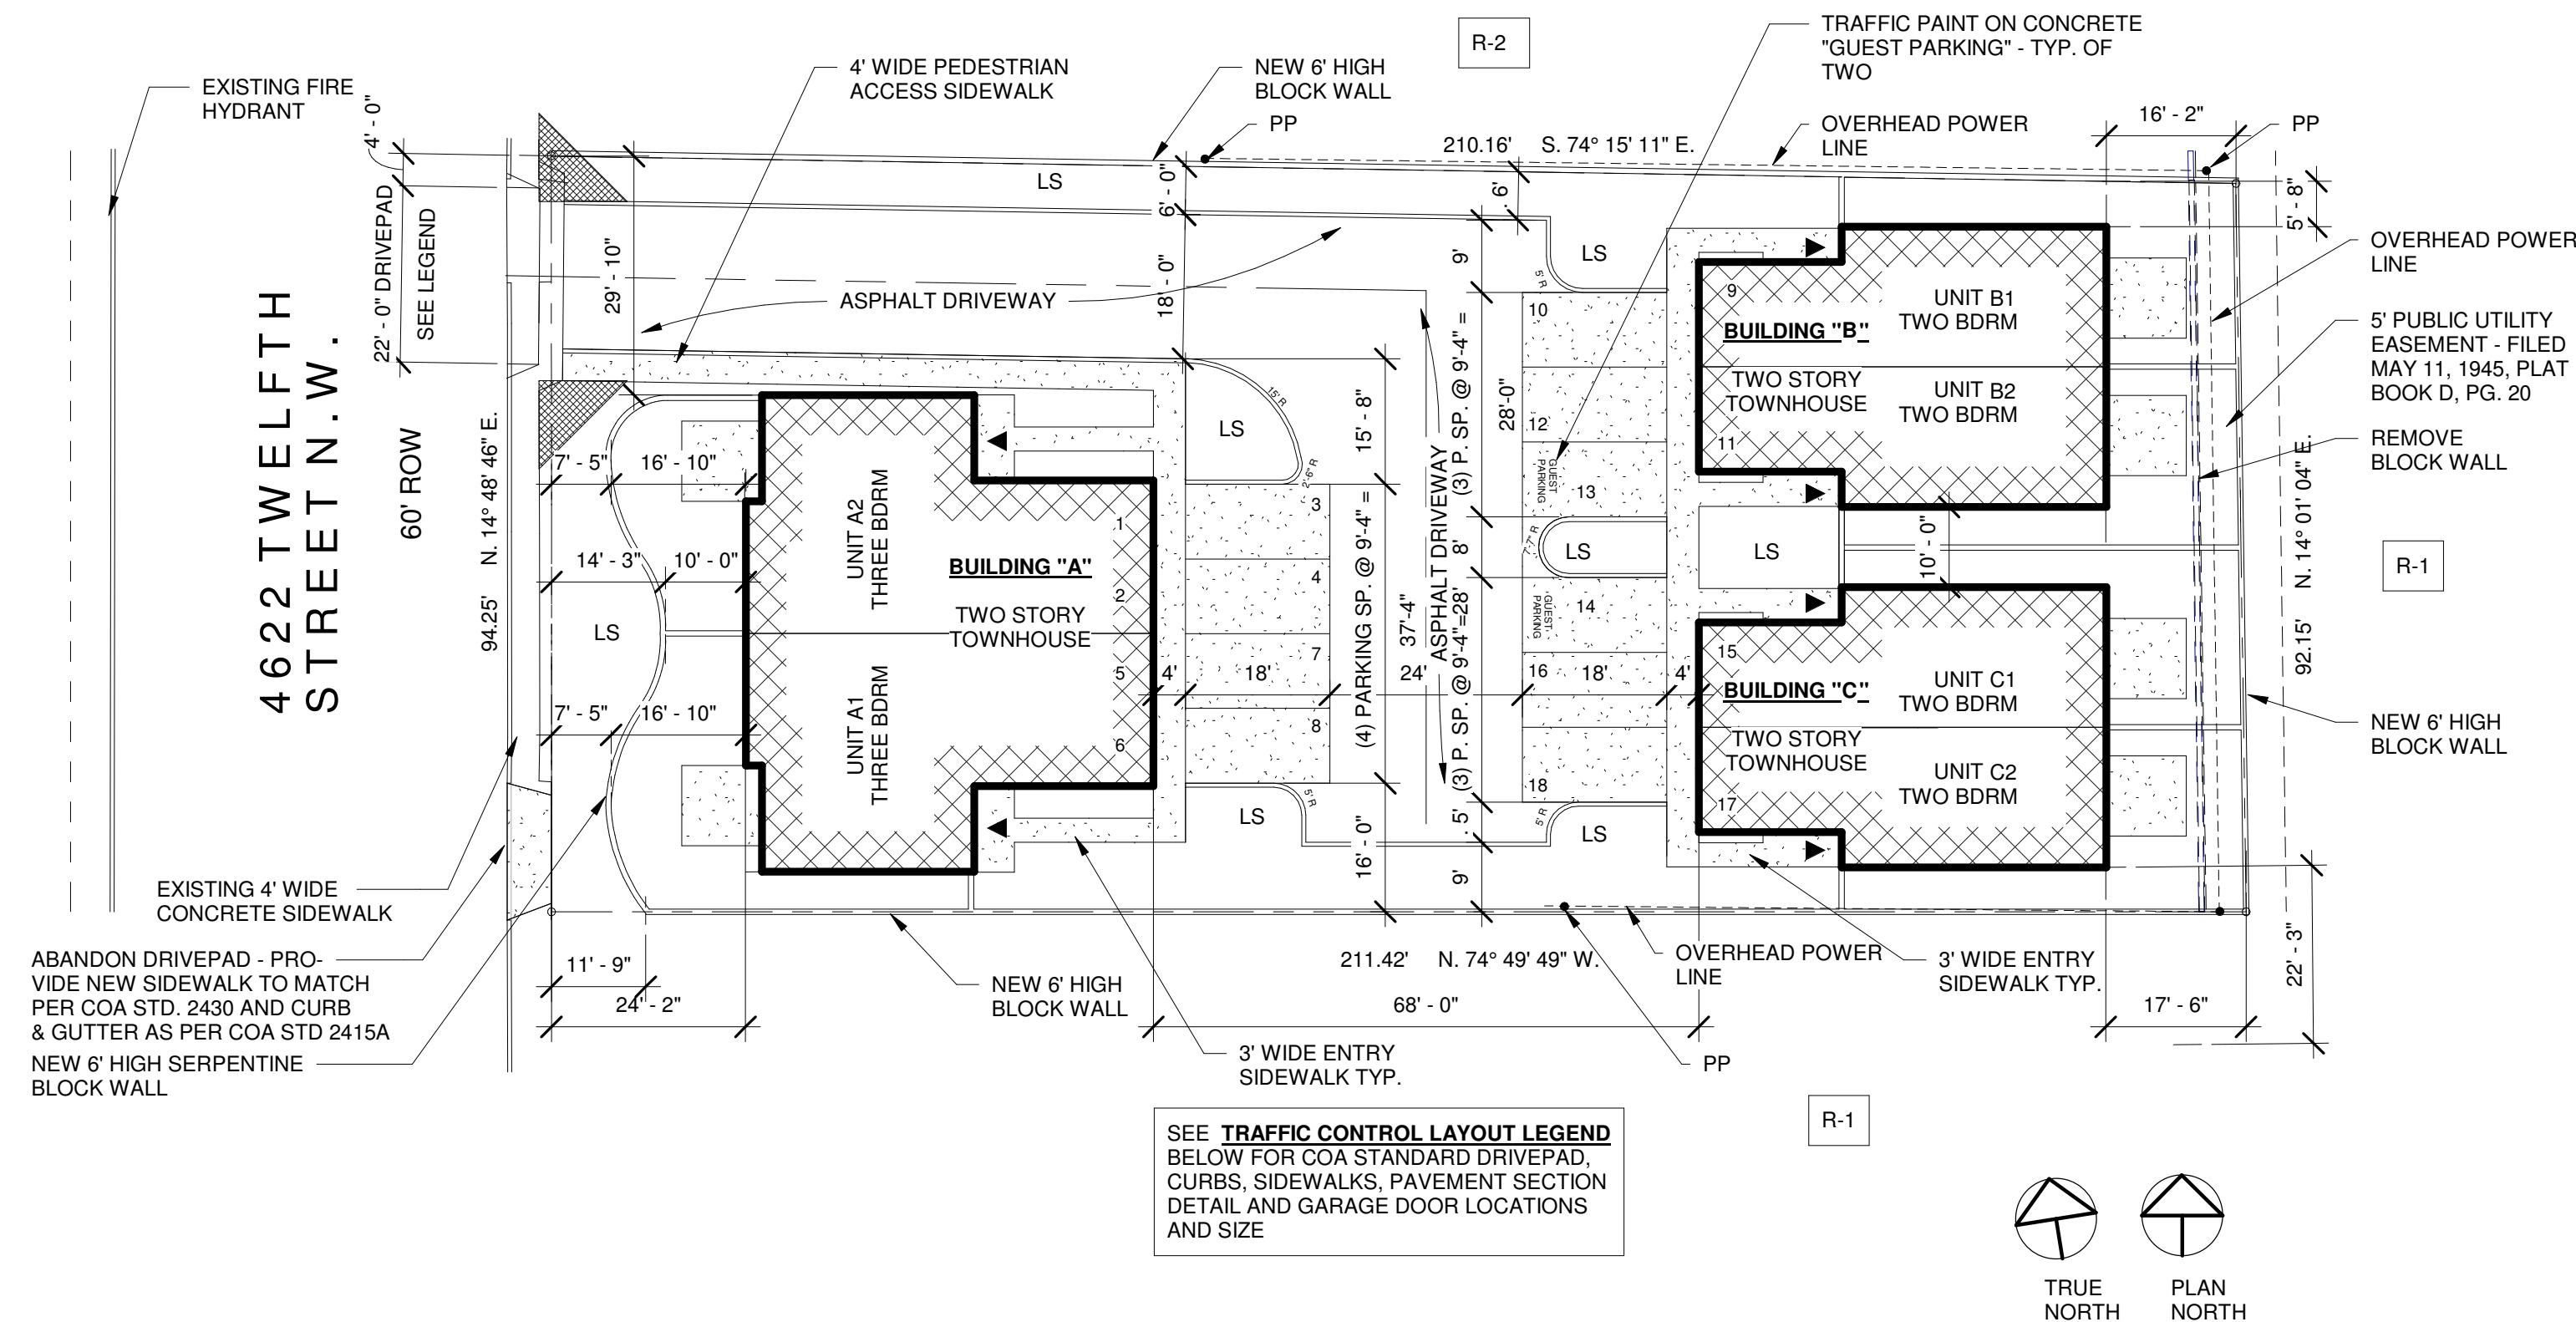 R-2
TRAFFIC PAINT ON CONCRETE
"GUEST PARKING" - TYP. OF
TWO
EXISTING FIRE
HYDRANT
4' WIDE PEDESTRIAN
ACCESS SIDEWALK
NEW 6' HIGH
BLOCK WALL
PP
OVERHEAD POWER
LINE
16' - 2"
PP
210.16' S. 74° 15' 11" E.
4' - 0"
22' - 0" DRIVEPAD
SEE LEGEND
29' - 10"
LS
6' - 0"
18' - 0"
6'
9'
5' - 8"
OVERHEAD POWER
LINE
5' PUBLIC UTILITY
EASEMENT - FILED
MAY 11, 1945, PLAT
BOOK D, PG. 20
REMOVE
BLOCK WALL
ASPHALT DRIVEWAY
LS
5' R
4622 TWELFTH
STREET N.W.
60' ROW
94.25' N. 14° 48' 46" E.
10
12
GUEST
PARKING
13
28'-0"
(3) P. SP. @ 9'-4" =
9
UNIT B1
TWO BDRM
BUILDING "B"
TWO STORY
TOWNHOUSE
UNIT B2
TWO BDRM
11
15' R
LS
2'-6" R
15' - 8"
7' - 5"
16' - 10"
14' - 3"
10' - 0"
LS
7' - 5"
16' - 10"
UNIT A2
THREE BDRM
BUILDING "A"
TWO STORY
TOWNHOUSE
UNIT A1
THREE BDRM
1
2
5
6
3
4
7
8
4'
18'
(4) PARKING SP. @ 9'-4" =
37'-4"
24'
ASPHALT DRIVEWAY
8'
(3) P. SP. @ 9'-4"=28'
LS
LS
10' - 0"
GUEST
PARKING
14
16
18'
4'
18
15
BUILDING "C"
UNIT C1
TWO BDRM
TWO STORY
TOWNHOUSE
UNIT C2
TWO BDRM
17
92.15' N. 14° 01' 04" E.
R-1
NEW 6' HIGH
BLOCK WALL
LS
5' R
16' - 0"
5'
9'
5' R
LS
EXISTING 4' WIDE
CONCRETE SIDEWALK
ABANDON DRIVEPAD - PRO-
VIDE NEW SIDEWALK TO MATCH
PER COA STD. 2430 AND CURB
& GUTTER AS PER COA STD 2415A
NEW 6' HIGH SERPENTINE
BLOCK WALL
11' - 9"
24' - 2"
NEW 6' HIGH
BLOCK WALL
211.42' N. 74° 49' 49" W.
68' - 0"
OVERHEAD POWER
LINE
3' WIDE ENTRY
SIDEWALK TYP.
17' - 6"
22' - 3"
3' WIDE ENTRY
SIDEWALK TYP.
PP
R-1
SEE TRAFFIC CONTROL LAYOUT LEGEND
BELOW FOR COA STANDARD DRIVEPAD,
CURBS, SIDEWALKS, PAVEMENT SECTION
DETAIL AND GARAGE DOOR LOCATIONS
AND SIZE
TRUE
NORTH
PLAN
NORTH